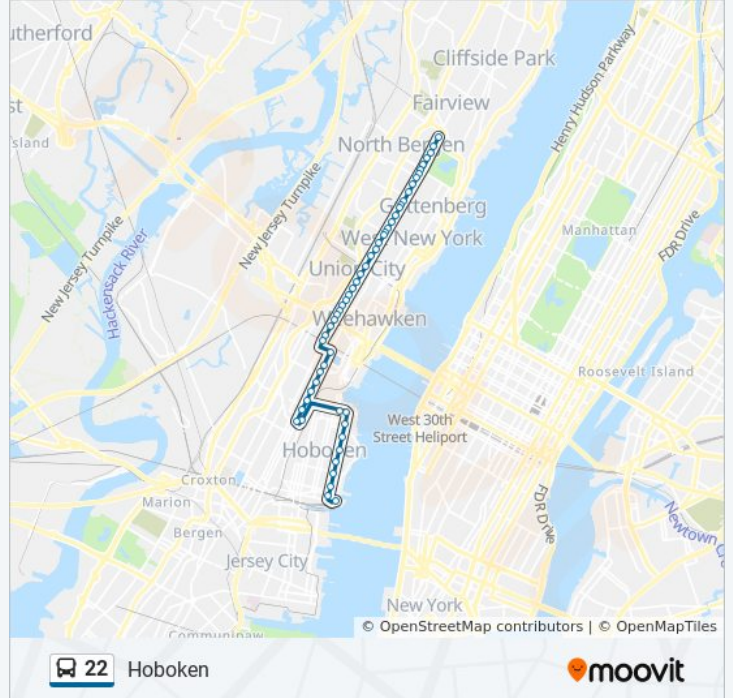 utherford
Cliffside Park
Henry Hudson Parkway
Fairview
st
Island
North Bergen
New Jersey Turnpike
Guttenberg
West New York
Manhattan
FDR Drive
New Jersey Turnpike
Hackensack River
Union City
Weehawken
Roosevelt Island
West 30th
Street Heliport
Hoboken
Croxton
Marion
FDR Drive
Newtown Cr
Bergen
Jersey City
New York
Communipaw
© OpenStreetMap contributors | © OpenMapTiles
22 Hoboken
moovit